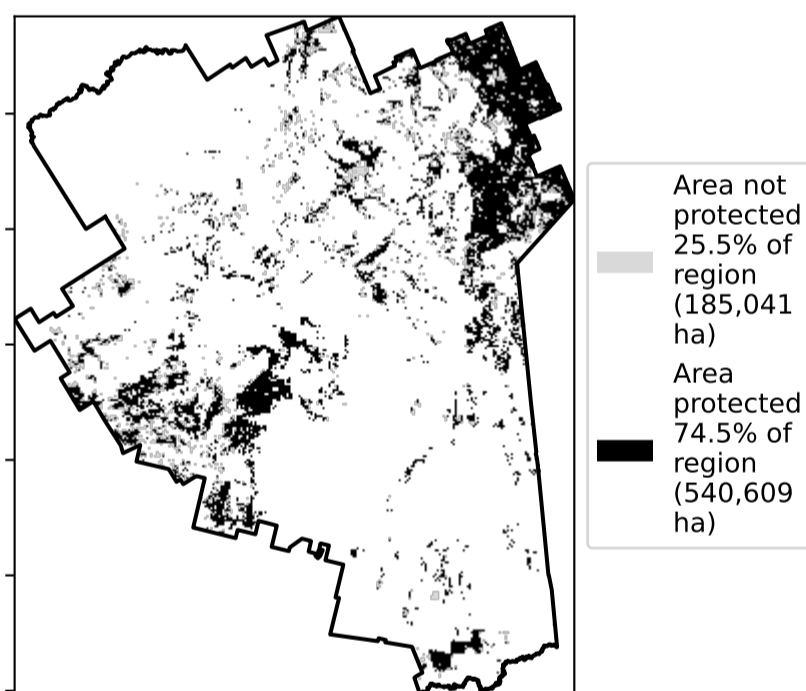 Area not
protected
25.5% of
region
(185,041
ha)
Area
protected
74.5% of
region
(540,609
ha)